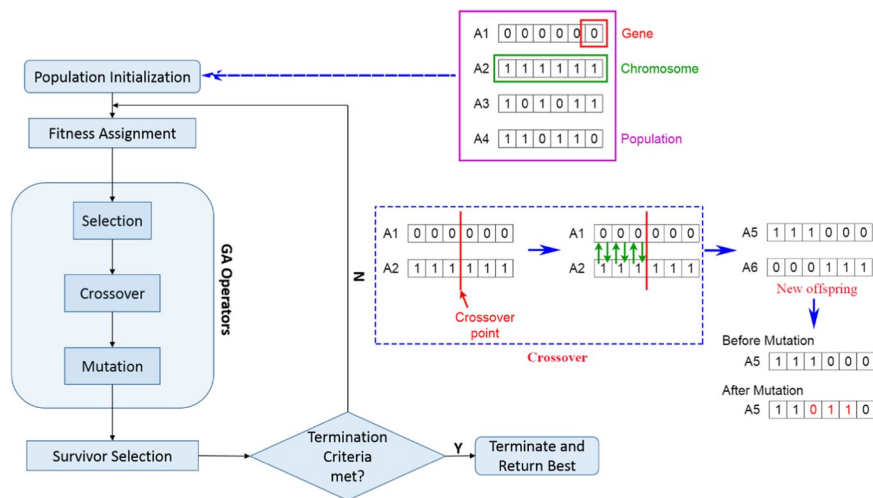 Population Initialization
Fitness Assignment
Selection
Crossover
Mutation
GA Operators
Survivor Selection
Termination
Criteria
met?
N
Y
Terminate and
Return Best
A1 0 0 0 0 0 0 Gene
A2 1 1 1 1 1 1 Chromosome
A3 1 0 1 0 1 1
A4 1 1 0 1 1 0 Population
A1 0 0 0 0 0 0
A2 1 1 1 1 1 1
Crossover
point
A1 0 0 0 0 0 0
A2 1 1 1 1 1 1
Crossover
A5 1 1 1 0 0 0
A6 0 0 0 1 1 1
New offspring
Before Mutation
A5 1 1 1 0 0 0
After Mutation
A5 1 1 0 1 1 0